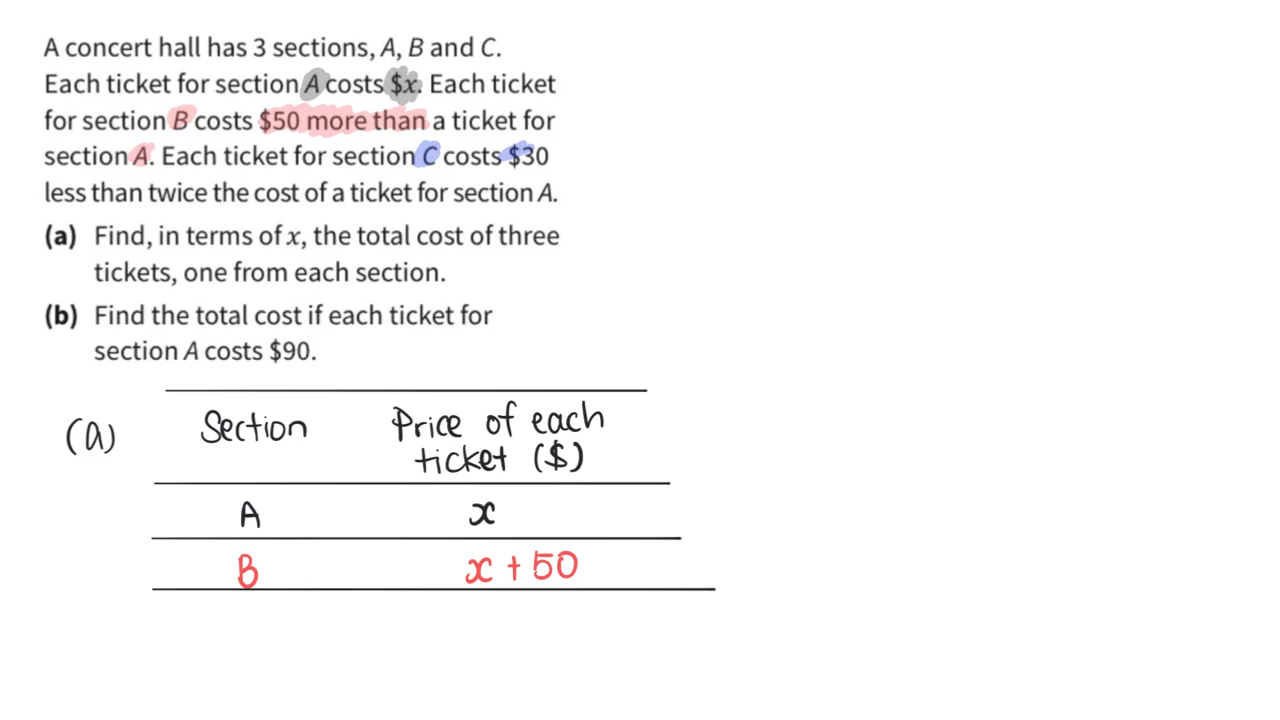 A concert hall has 3 sections, A, B and C.
Each ticket for section A costs $x. Each ticket
for section B costs $50 more than a ticket for
section A. Each ticket for section C costs $30
less than twice the cost of a ticket for section A.
(a) Find, in terms of x, the total cost of three
tickets, one from each section.
(b) Find the total cost if each ticket for
section A costs $90.
(a) Section Price of each
ticket ($)
A x
B x + 50